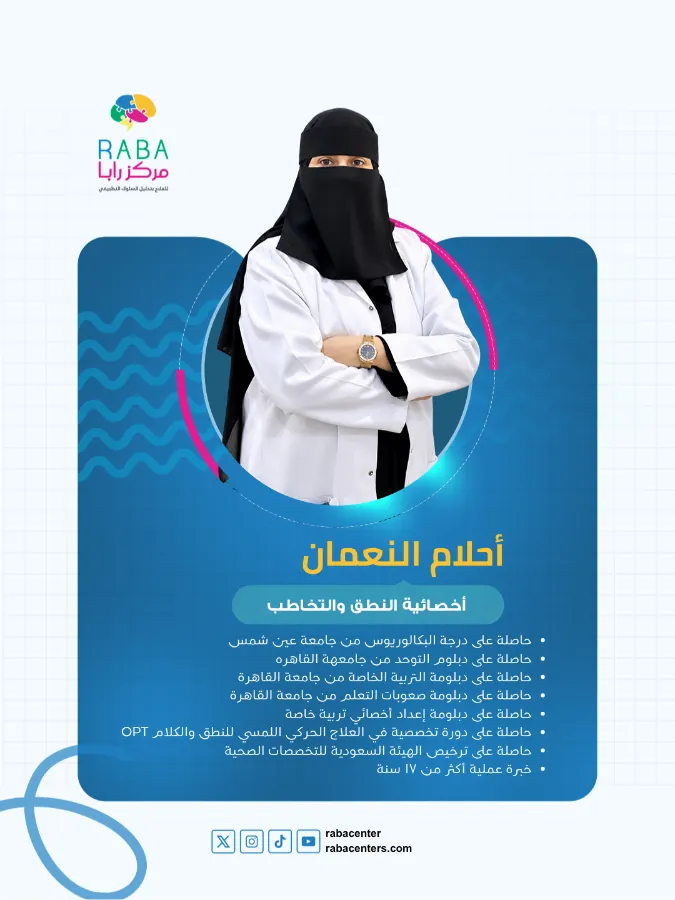 RABA
مركز رابا
للعلاج بتحليل السلوك التطبيقي
أحلام النعمان
أخصائية النطق والتخاطب
• حاصلة على درجة البكالوريوس من جامعة عين شمس
• حاصلة على دبلوم التوحد من جامعهة القاهره
• حاصلة على دبلومة التربية الخاصة من جامعة القاهرة
• حاصلة على دبلومة صعوبات التعلم من جامعة القاهرة
• حاصلة على دبلومة إعداد أخصائي تربية خاصة
• حاصلة على دورة تخصصية في العلاج الحركي اللمسي للنطق والكلام OPT
• حاصلة على ترخيص الهيئة السعودية للتخصصات الصحية
• خبرة عملية أكثر من ١٧ سنة
rabacenter
rabacenters.com